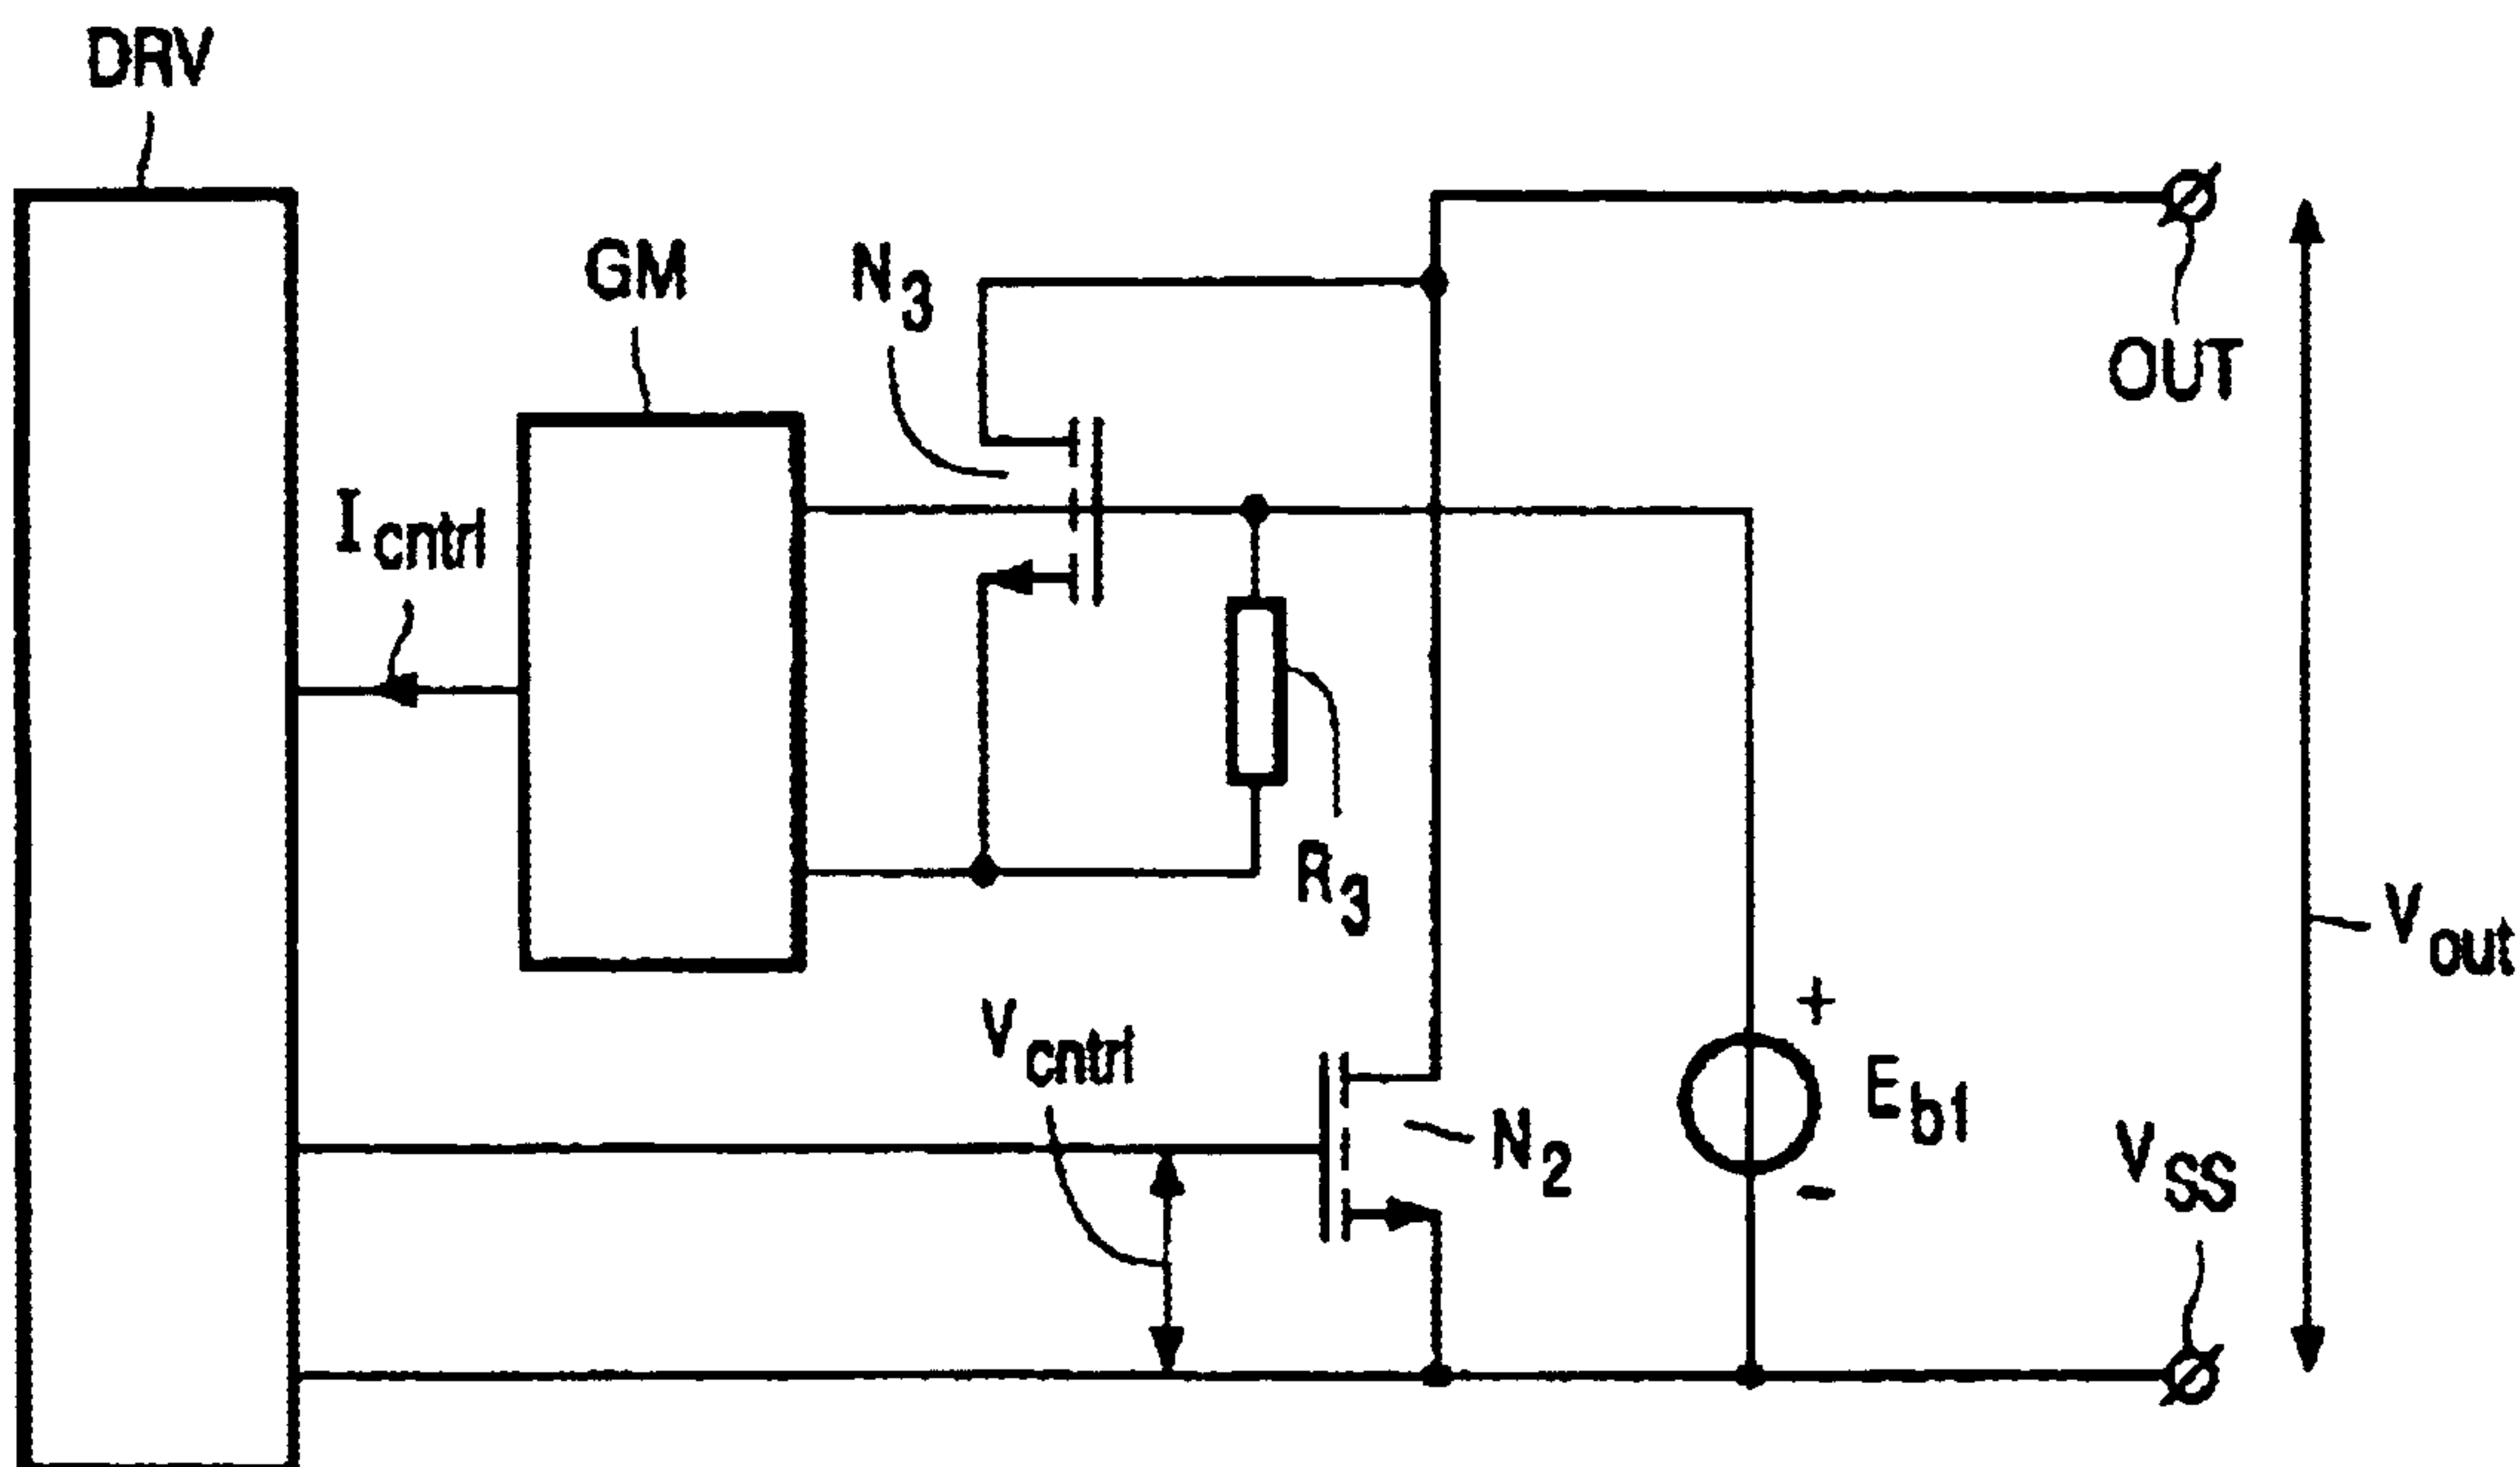 DRV
GM
N3
OUT
Icntrl
R3
Vout
Vcntrl
+
Eb1
N2
VSS
-